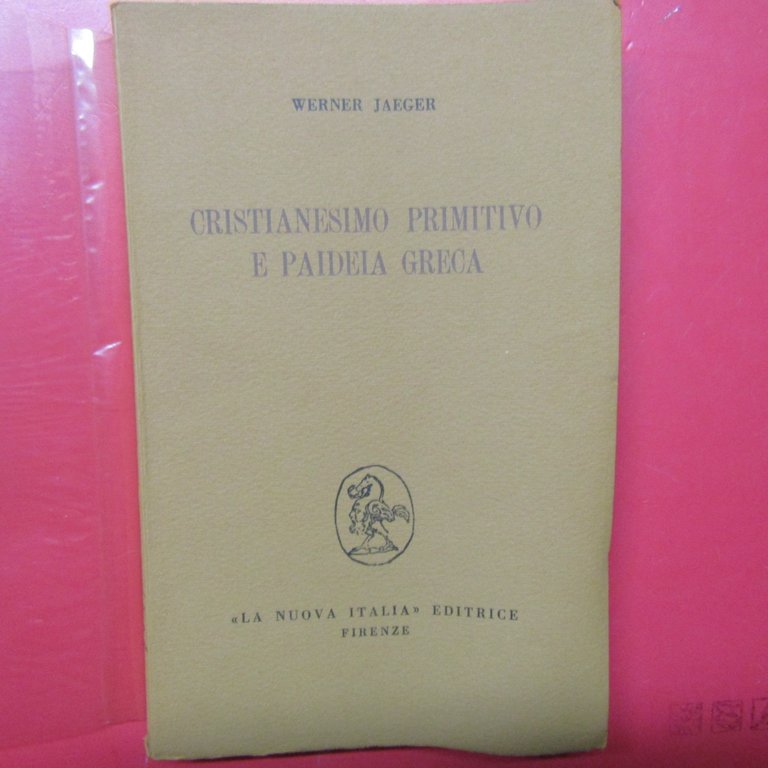 WERNER JAEGER
CRISTIANESIMO PRIMITIVO
E PAIDEIA GRECA
«LA NUOVA ITALIA» EDITRICE
FIRENZE